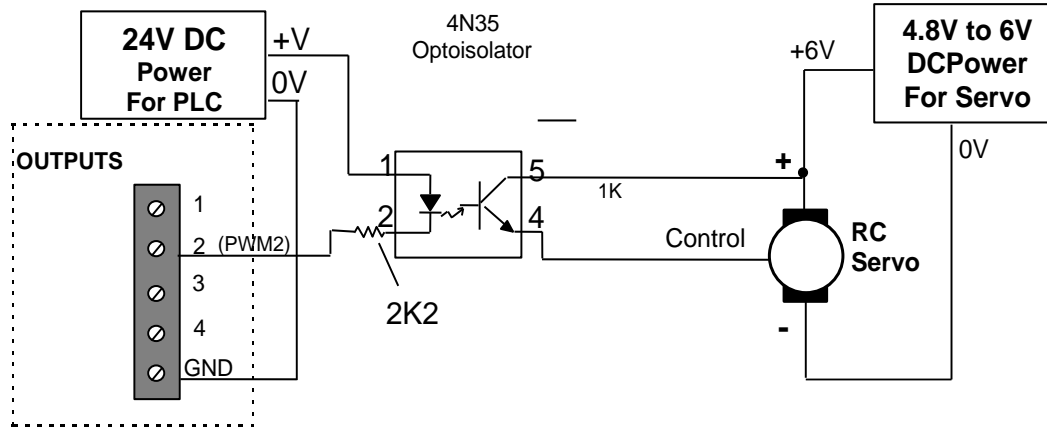 24V DC
Power
For PLC
+V
0V
4N35
Optoisolator
+6V
4.8V to 6V
DCPower
For Servo
0V
OUTPUTS
1
2 (PWM2)
3
4
GND
1
2
5
4
1K
2K2
Control
+
RC
Servo
-